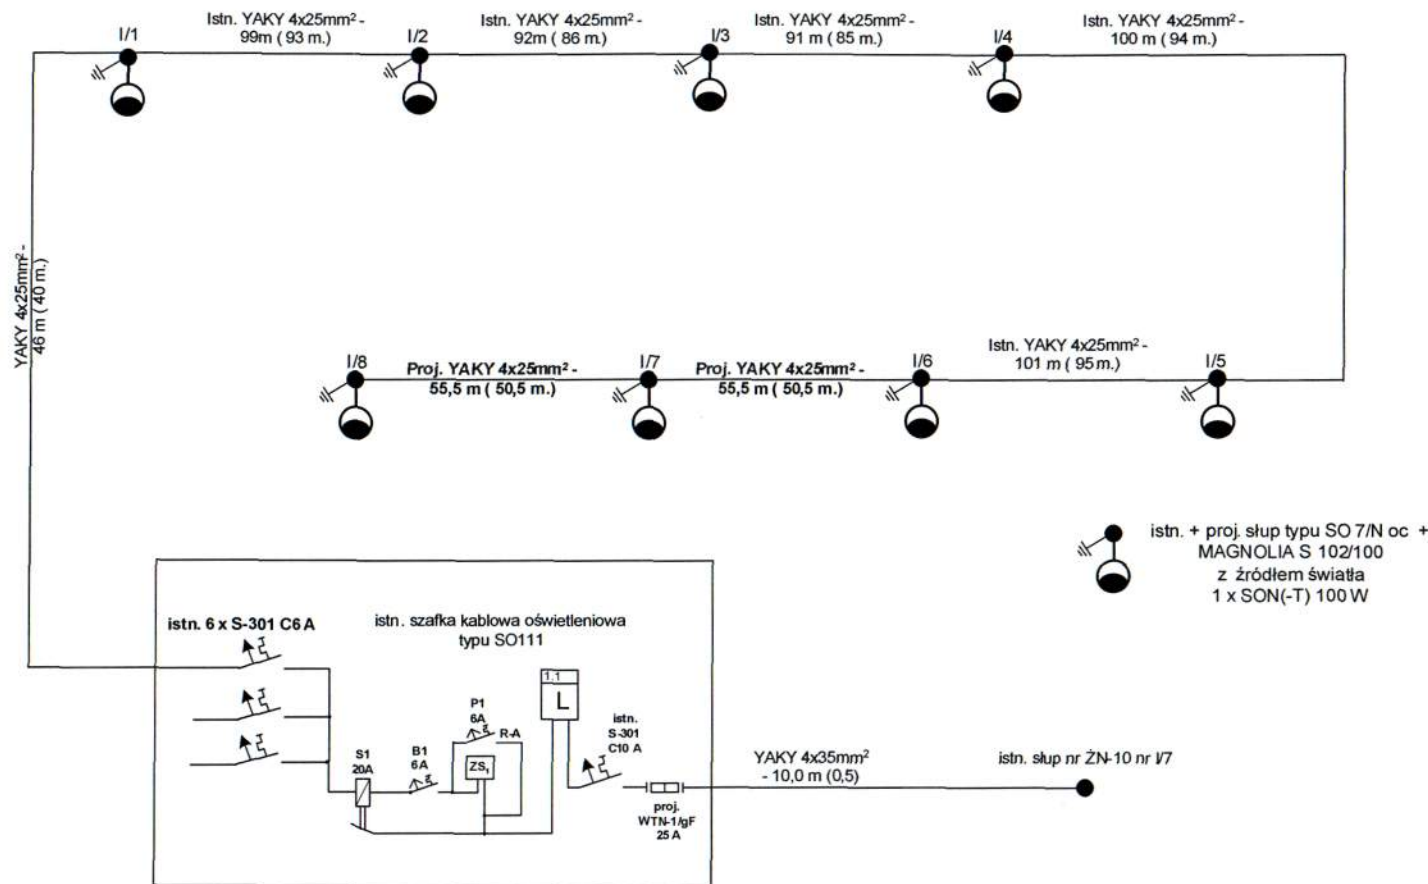 Istn. YAKY 4x25mm² -
99m ( 93 m.)
Istn. YAKY 4x25mm² -
92m ( 86 m.)
Istn. YAKY 4x25mm² -
91 m ( 85 m.)
Istn. YAKY 4x25mm² -
100 m ( 94 m.)
I/1
I/2
I/3
I/4
YAKY 4x25mm² -
46 m ( 40 m.)
I/8
Proj. YAKY 4x25mm² -
55,5 m ( 50,5 m.)
I/7
Proj. YAKY 4x25mm² -
55,5 m ( 50,5 m.)
I/6
Istn. YAKY 4x25mm² -
101 m ( 95 m.)
I/5
istn. + proj. słup typu SO 7/N oc +
MAGNOLIA S 102/100
z źródłem światła
1 x SON(-T) 100 W
istn. 6 x S-301 C6 A
istn. szafka kablowa oświetleniowa
typu SO111
1.1
L
P1
6A
R-A
istn.
S-301
C10 A
S1
20A
B1
6A
ZS₁
proj.
WTN-1/gF
25 A
YAKY 4x35mm²
- 10,0 m (0,5)
istn. słup nr ŻN-10 nr I/7